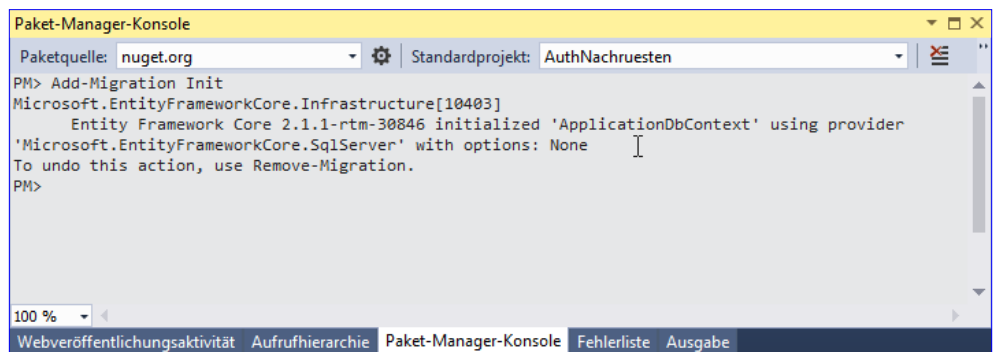 Paket-Manager-Konsole
Paketquelle: nuget.org Standardprojekt: AuthNachruesten
PM> Add-Migration Init
Microsoft.EntityFrameworkCore.Infrastructure[10403]
Entity Framework Core 2.1.1-rtm-30846 initialized 'ApplicationDbContext' using provider
'Microsoft.EntityFrameworkCore.SqlServer' with options: None
To undo this action, use Remove-Migration.
PM>
100 %
Webveröffentlichungsaktivität Aufrufhierarchie Paket-Manager-Konsole Fehlerliste Ausgabe